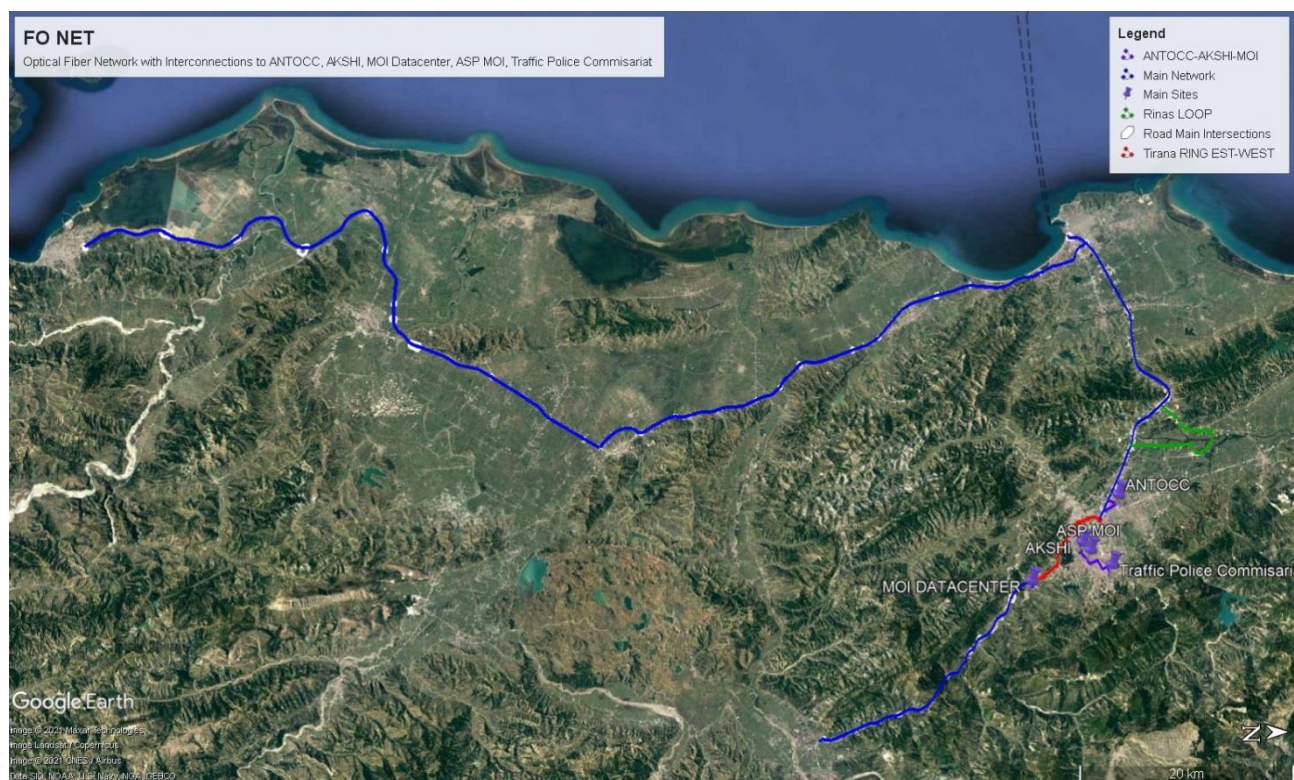 FO NET
Optical Fiber Network with Interconnections to ANTOCC, AKSHI, MOI Datacenter, ASP MOI, Traffic Police Commisariat
Legend
ANTOCC-AKSHI-MOI
Main Network
Main Sites
Rinas LOOP
Road Main Intersections
Tirana RING EST-WEST
ANTOCC
ASP MOI
AKSHI
Traffic Police Commisaria
MOI DATACENTER
Google Earth
Image © 2021 Maxar Technologies
Image Landsat / Copernicus
Image © 2021 CNES / Airbus
Data SIO, NOAA, U.S. Navy, NGA, GEBCO
N
20 km